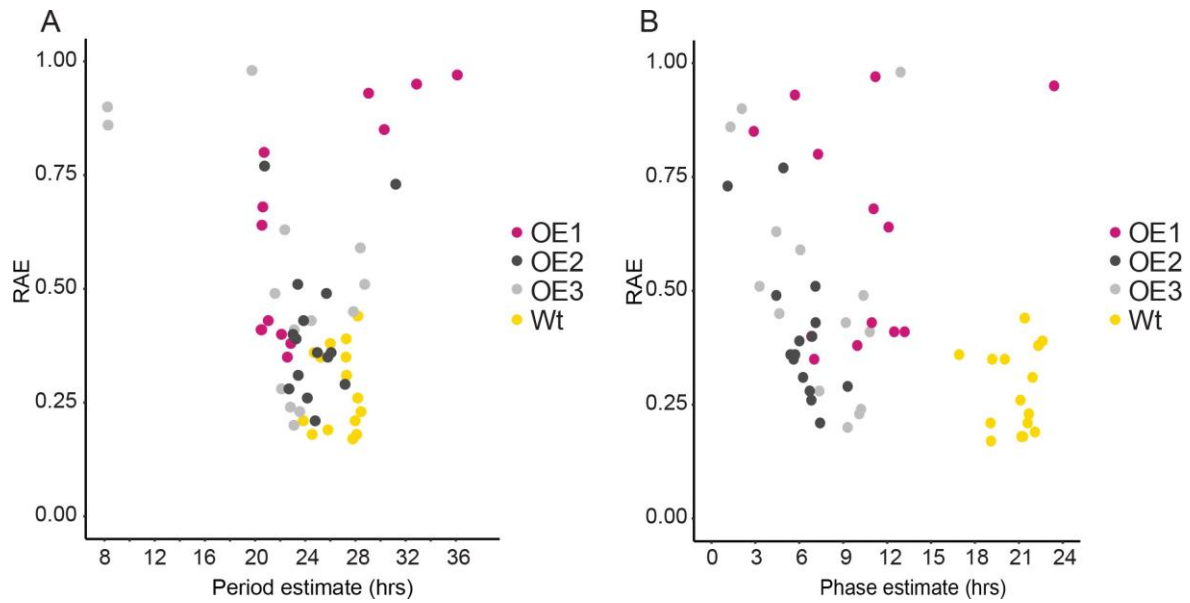 A
RAE
1.00
0.75
0.50
0.25
0.00
8 12 16 20 24 28 32 36
Period estimate (hrs)
OE1
OE2
OE3
Wt
B
RAE
1.00
0.75
0.50
0.25
0.00
0 3 6 9 12 15 18 21 24
Phase estimate (hrs)
OE1
OE2
OE3
Wt